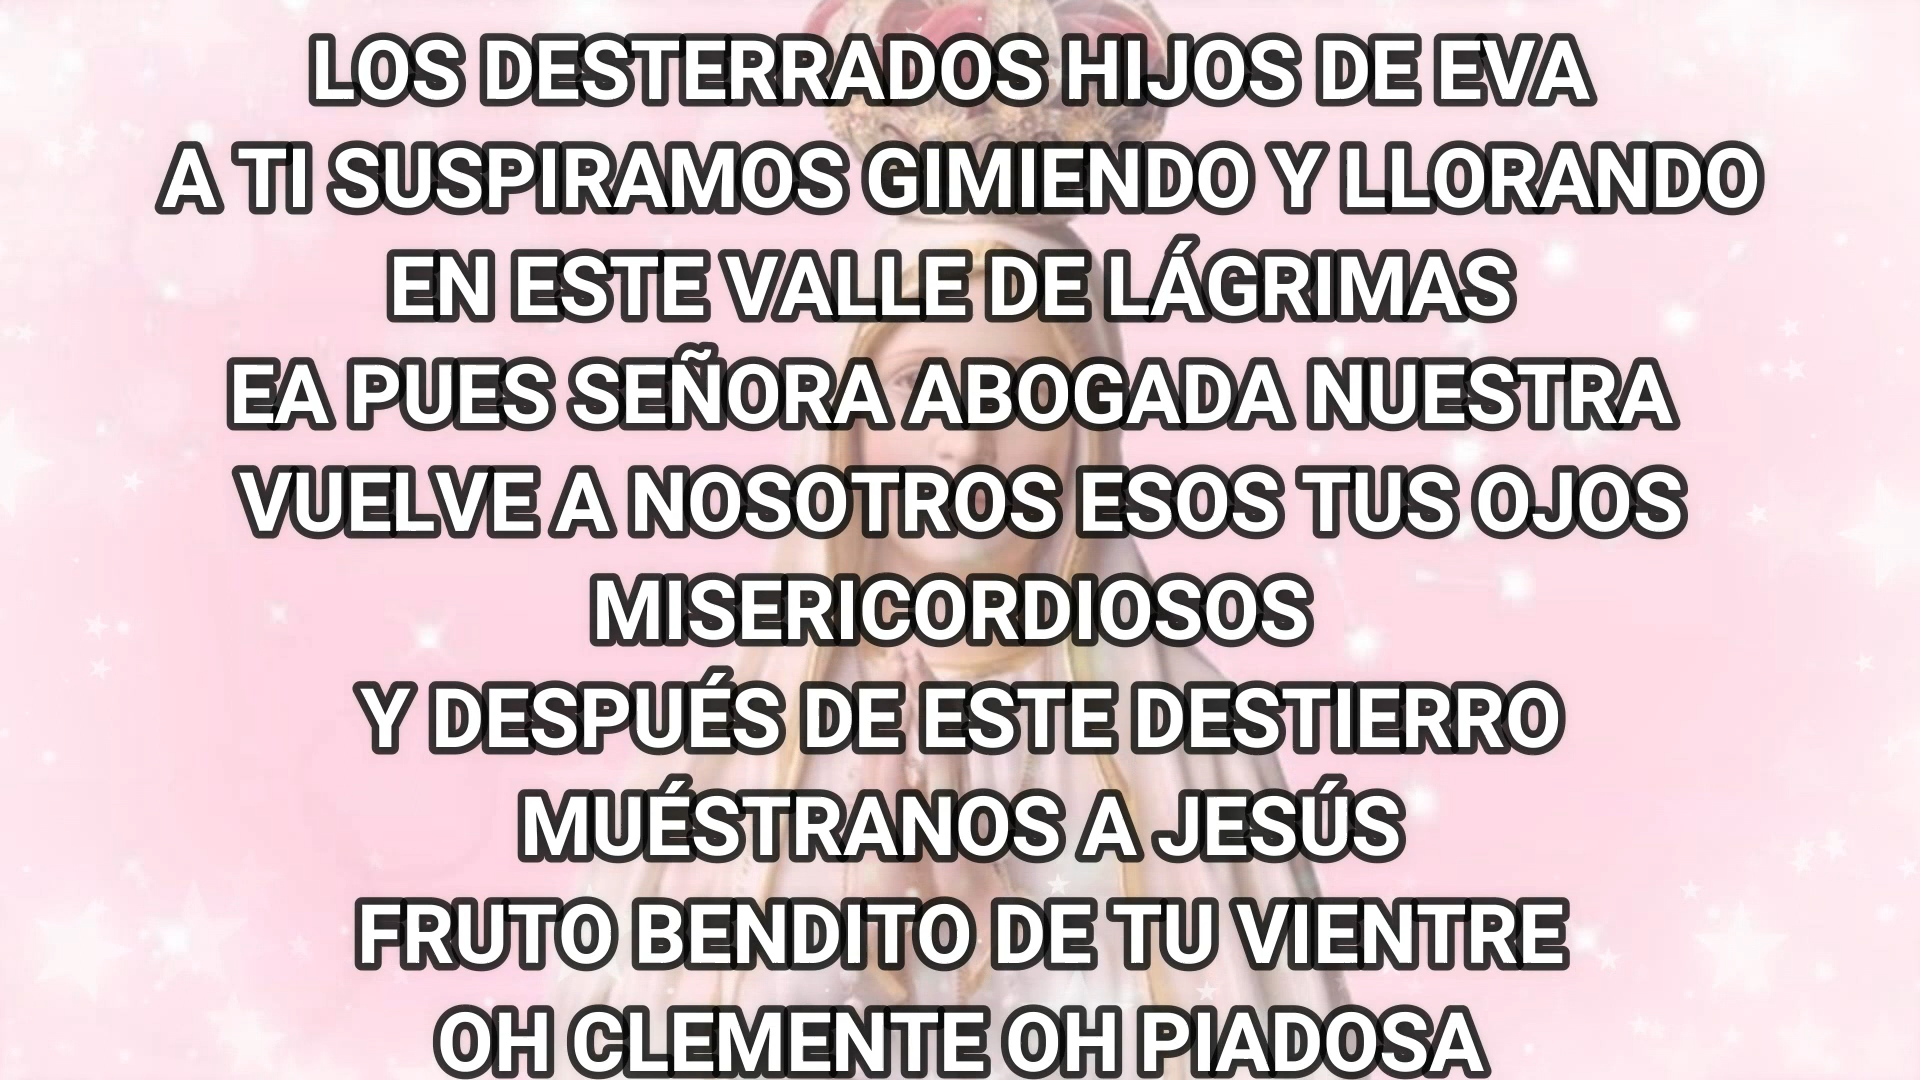 LOS DESTERRADOS HIJOS DE EVA
A TI SUSPIRAMOS GIMIENDO Y LLORANDO
EN ESTE VALLE DE LÁGRIMAS
EA PUES SEÑORA ABOGADA NUESTRA
VUELVE A NOSOTROS ESOS TUS OJOS
MISERICORDIOSOS
Y DESPUÉS DE ESTE DESTIERRO
MUÉSTRANOS A JESÚS
FRUTO BENDITO DE TU VIENTRE
OH CLEMENTE OH PIADOSA